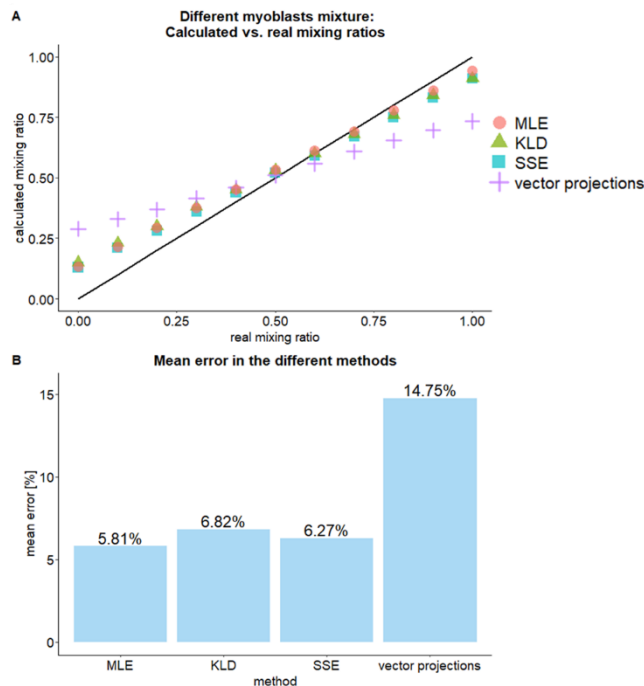 A
Different myoblasts mixture:
Calculated vs. real mixing ratios
1.00
0.75
0.50
0.25
0.00
calculated mixing ratio
0.00 0.25 0.50 0.75 1.00
real mixing ratio
MLE
KLD
SSE
vector projections
B
Mean error in the different methods
15
10
5
0
mean error [%]
5.81%
6.82%
6.27%
14.75%
MLE KLD SSE vector projections
method